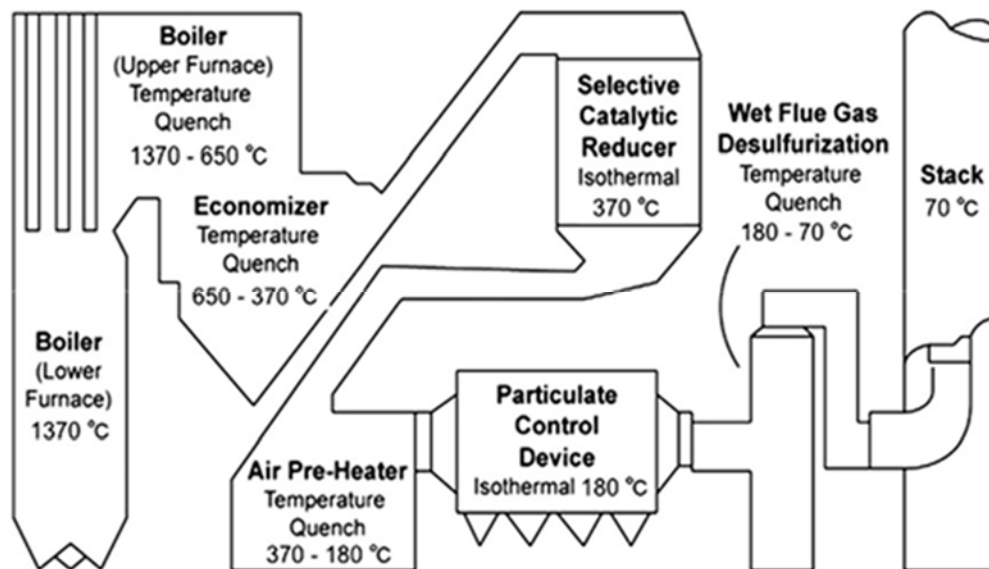 Boiler
(Upper Furnace)
Temperature
Quench
1370 - 650 °C
Economizer
Temperature
Quench
650 - 370 °C
Boiler
(Lower
Furnace)
1370 °C
Selective
Catalytic
Reducer
Isothermal
370 °C
Wet Flue Gas
Desulfurization
Temperature
Quench
180 - 70 °C
Stack
70 °C
Air Pre-Heater
Temperature
Quench
370 - 180 °C
Particulate
Control
Device
Isothermal 180 °C